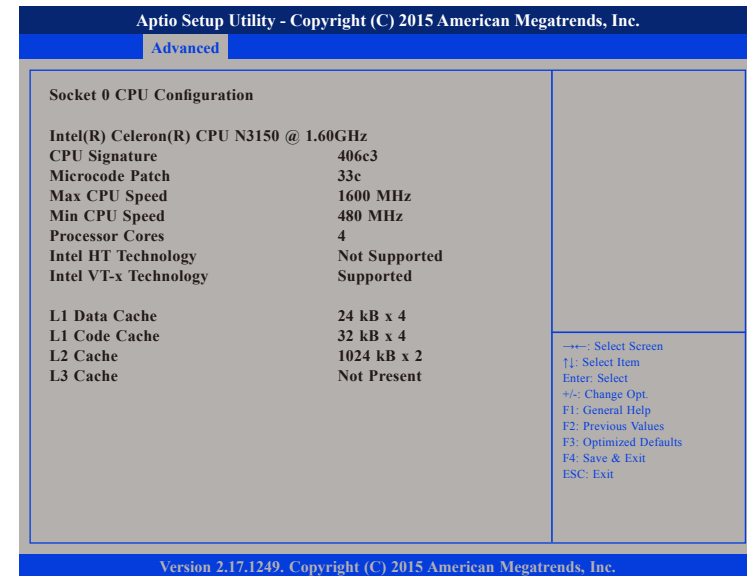 Aptio Setup Utility - Copyright (C) 2015 American Megatrends, Inc.
Advanced
Socket 0 CPU Configuration
Intel(R) Celeron(R) CPU N3150 @ 1.60GHz
CPU Signature 406c3
Microcode Patch 33c
Max CPU Speed 1600 MHz
Min CPU Speed 480 MHz
Processor Cores 4
Intel HT Technology Not Supported
Intel VT-x Technology Supported
L1 Data Cache 24 kB x 4
L1 Code Cache 32 kB x 4
L2 Cache 1024 kB x 2
L3 Cache Not Present
→←: Select Screen
↑↓: Select Item
Enter: Select
+/-: Change Opt.
F1: General Help
F2: Previous Values
F3: Optimized Defaults
F4: Save & Exit
ESC: Exit
Version 2.17.1249. Copyright (C) 2015 American Megatrends, Inc.